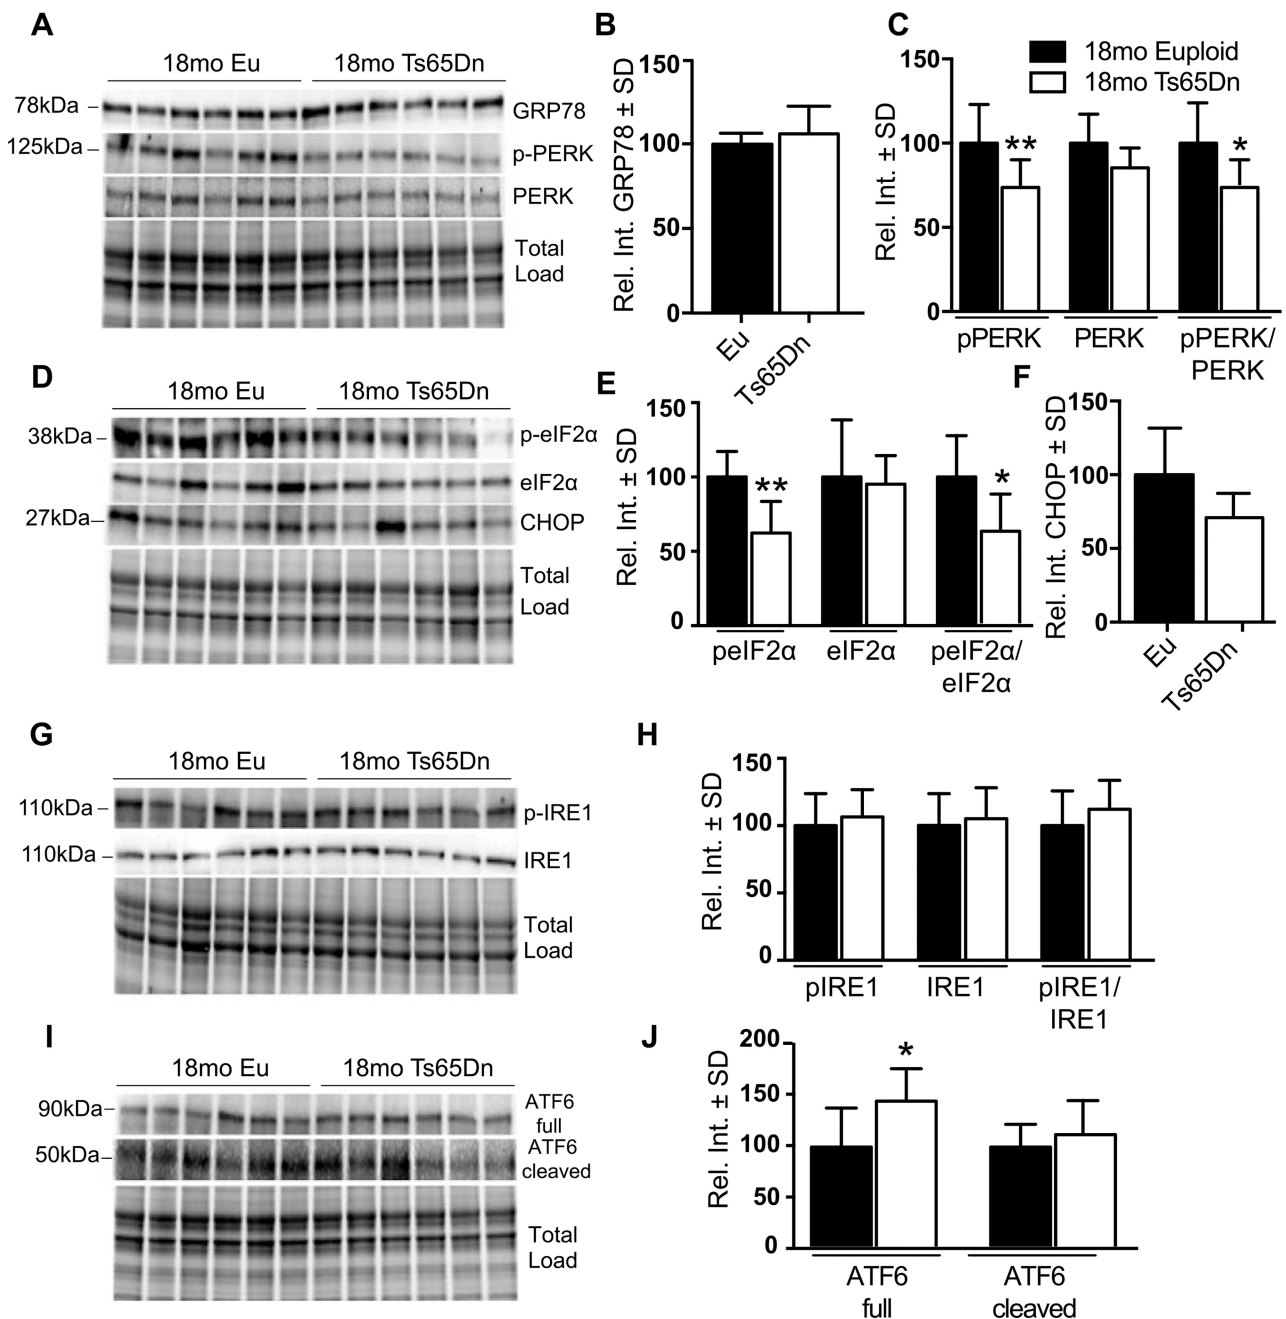 A
18mo Eu
18mo Ts65Dn
78kDa
GRP78
125kDa
p-PERK
PERK
Total
Load
B
Rel. Int. GRP78 ± SD
150
100
50
0
Eu
Ts65Dn
C
18mo Euploid
18mo Ts65Dn
Rel. Int. ± SD
150
100
50
0
**
*
pPERK
PERK
pPERK/
PERK
D
18mo Eu
18mo Ts65Dn
38kDa
p-eIF2α
eIF2α
27kDa
CHOP
Total
Load
E
Rel. Int. ± SD
150
100
50
0
**
*
peIF2α
eIF2α
peIF2α/
eIF2α
F
Rel. Int. CHOP ± SD
150
100
50
0
Eu
Ts65Dn
G
18mo Eu
18mo Ts65Dn
110kDa
p-IRE1
110kDa
IRE1
Total
Load
H
Rel. Int. ± SD
150
100
50
0
pIRE1
IRE1
pIRE1/
IRE1
I
18mo Eu
18mo Ts65Dn
90kDa
ATF6
full
50kDa
ATF6
cleaved
Total
Load
J
Rel. Int. ± SD
200
150
100
50
0
*
ATF6
full
ATF6
cleaved